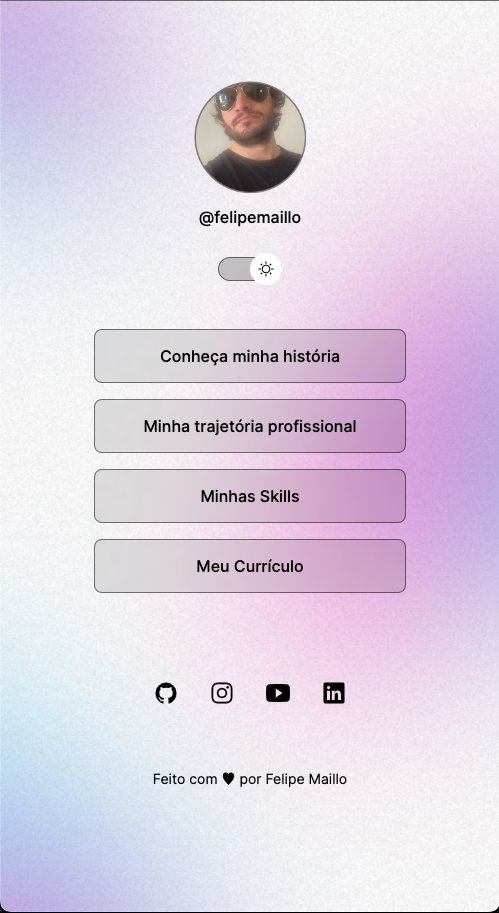 @felipemaillo
Conheça minha história
Minha trajetória profissional
Minhas Skills
Meu Currículo
Feito com ♥ por Felipe Maillo